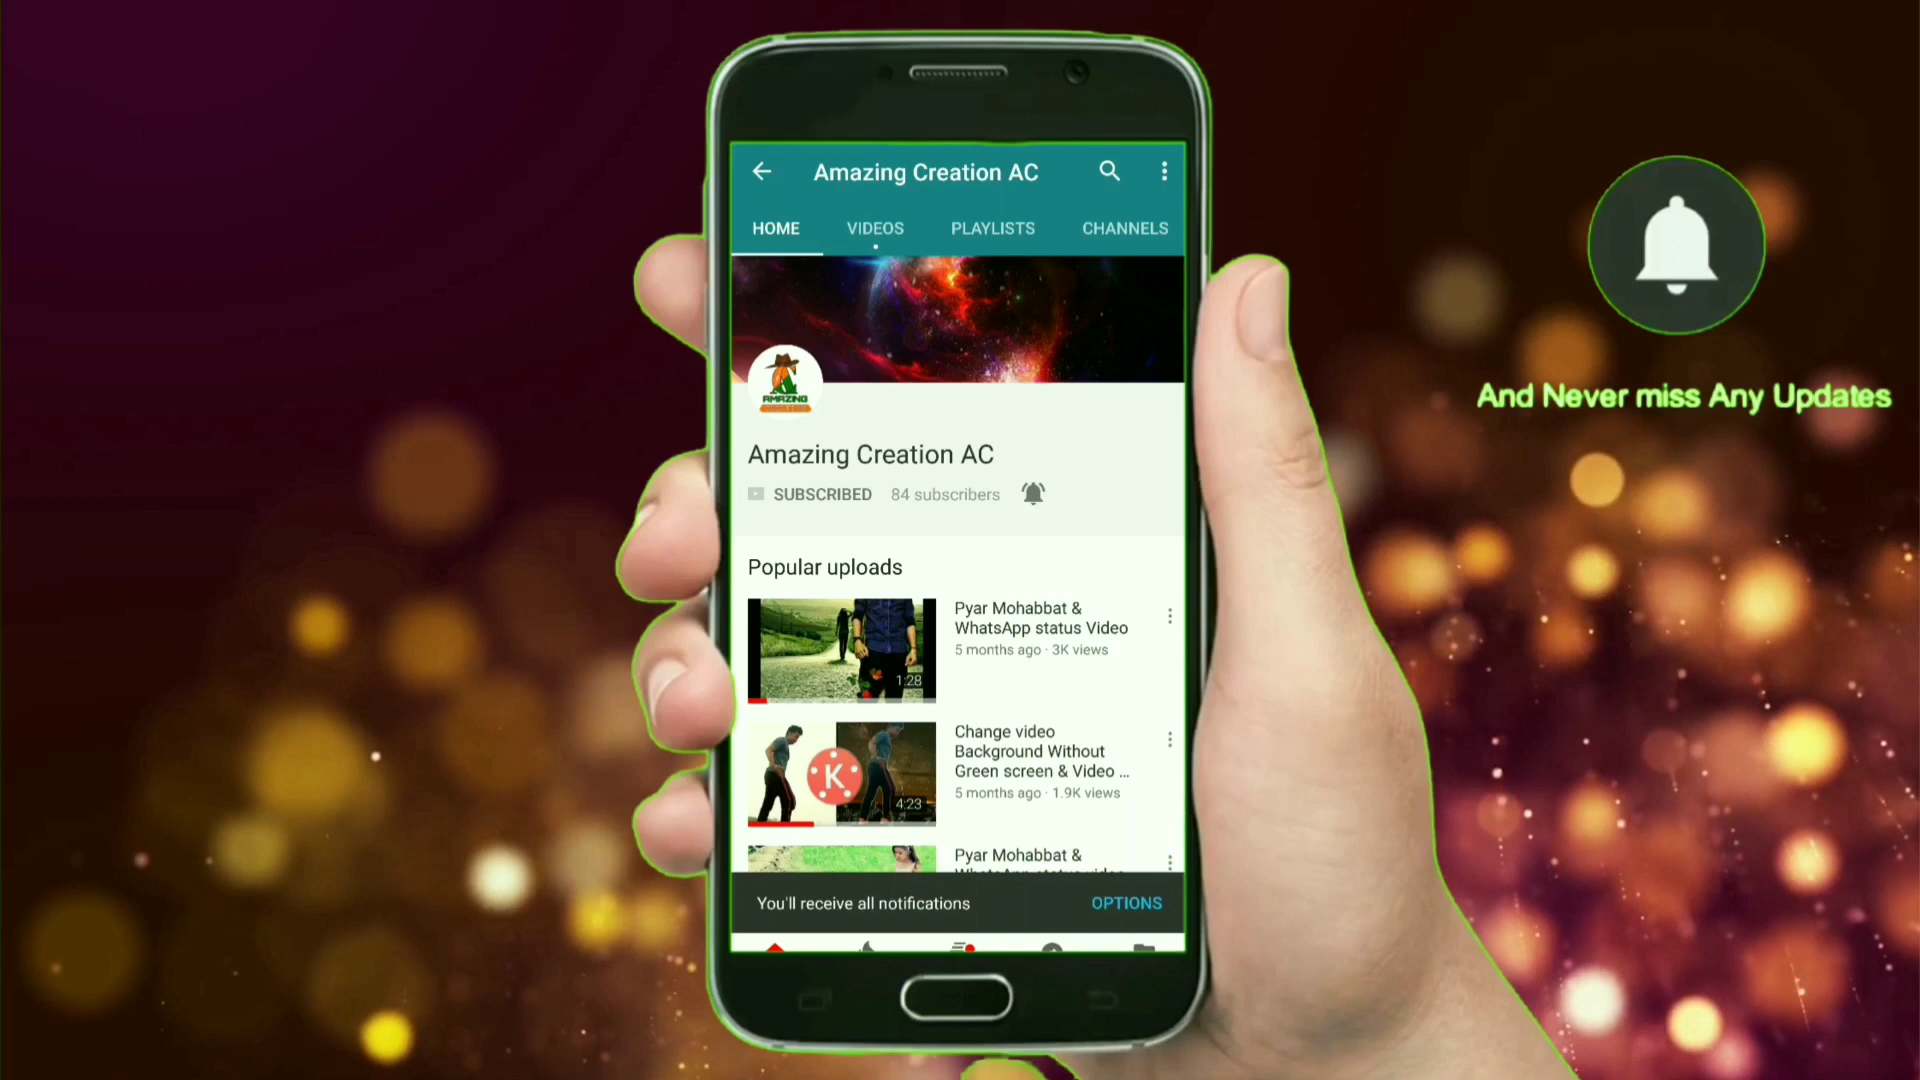 Amazing Creation AC
HOME VIDEOS PLAYLISTS CHANNELS
AMAZING
And Never miss Any Updates
Amazing Creation AC
SUBSCRIBED 84 subscribers
Popular uploads
Pyar Mohabbat &
WhatsApp status Video
5 months ago · 3K views
1:28
Change video
Background Without
Green screen & Video ...
5 months ago · 1.9K views
K
4:23
Pyar Mohabbat &
You'll receive all notifications OPTIONS